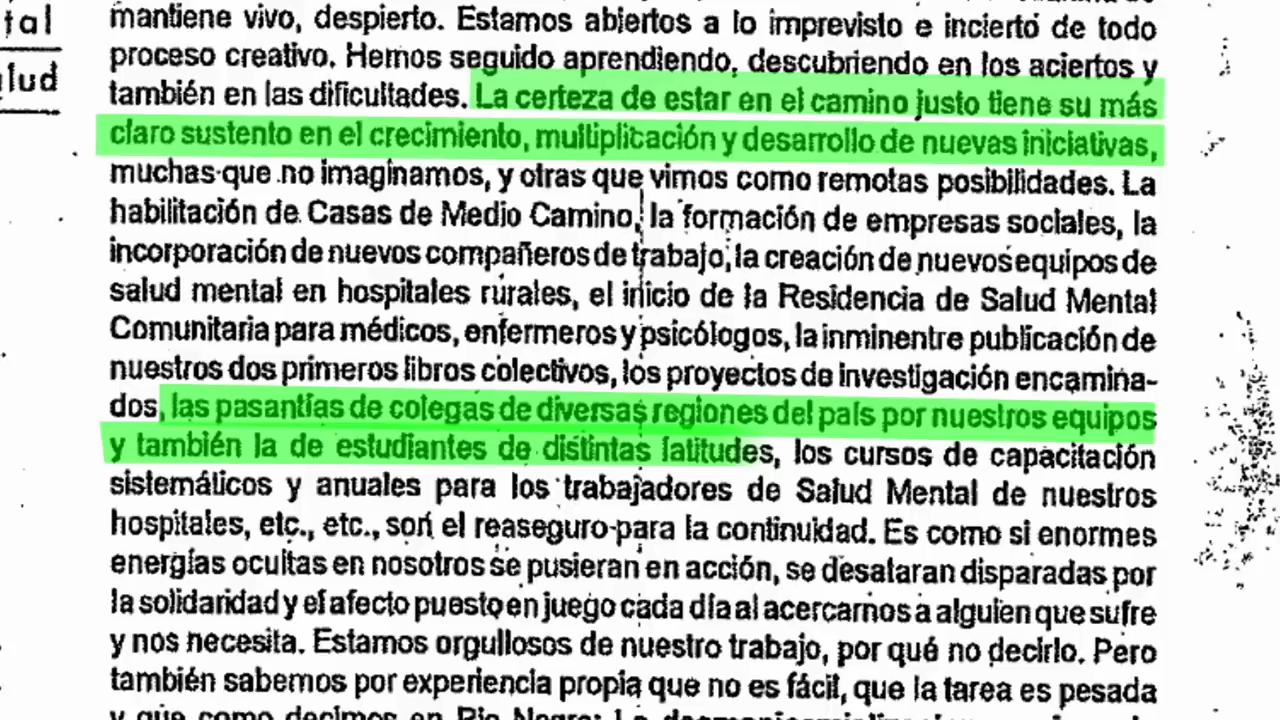 tal
alud
mantiene vivo, despierto. Estamos abiertos a lo imprevisto e incierto de todo
proceso creativo. Hemos seguido aprendiendo, descubriendo en los aciertos y
también en las dificultades. La certeza de estar en el camino justo tiene su más
claro sustento en el crecimiento, multiplicación y desarrollo de nuevas iniciativas,
muchas que no imaginamos, y otras que vimos como remotas posibilidades. La
habilitación de Casas de Medio Camino, la formación de empresas sociales, la
incorporación de nuevos compañeros de trabajo, la creación de nuevos equipos de
salud mental en hospitales rurales, el inicio de la Residencia de Salud Mental
Comunitaria para médicos, enfermeros y psicólogos, la inminentre publicación de
nuestros dos primeros libros colectivos, los proyectos de investigación encamina-
dos, las pasantías de colegas de diversas regiones del país por nuestros equipos
y también la de estudiantes de distintas latitudes, los cursos de capacitación
sistemáticos y anuales para los trabajadores de Salud Mental de nuestros
hospitales, etc., etc., son el reaseguro para la continuidad. Es como si enormes
energías ocultas en nosotros se pusieran en acción, se desataran disparadas por
la solidaridad y el afecto puesto en juego cada día al acercarnos a alguien que sufre
y nos necesita. Estamos orgullosos de nuestro trabajo, por qué no decirlo. Pero
también sabemos por experiencia propia que no es fácil, que la tarea es pesada
y que como decimos en Río Negro: La